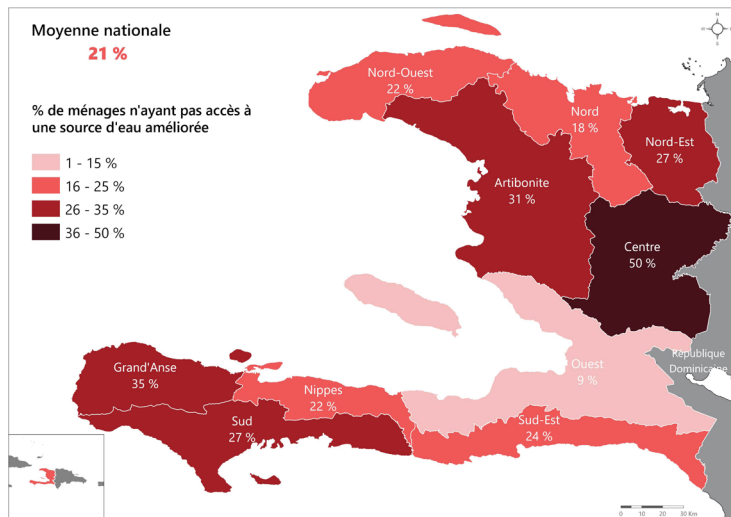 Moyenne nationale
21 %
% de ménages n'ayant pas accès à
une source d'eau améliorée
1 - 15 %
16 - 25 %
26 - 35 %
36 - 50 %
Nord-Ouest
22 %
Nord
18 %
Nord-Est
27 %
Artibonite
31 %
Centre
50 %
Ouest
9 %
République
Dominicaine
Grand'Anse
35 %
Nippes
22 %
Sud
27 %
Sud-Est
24 %
N
S
0 10 20 30 Km